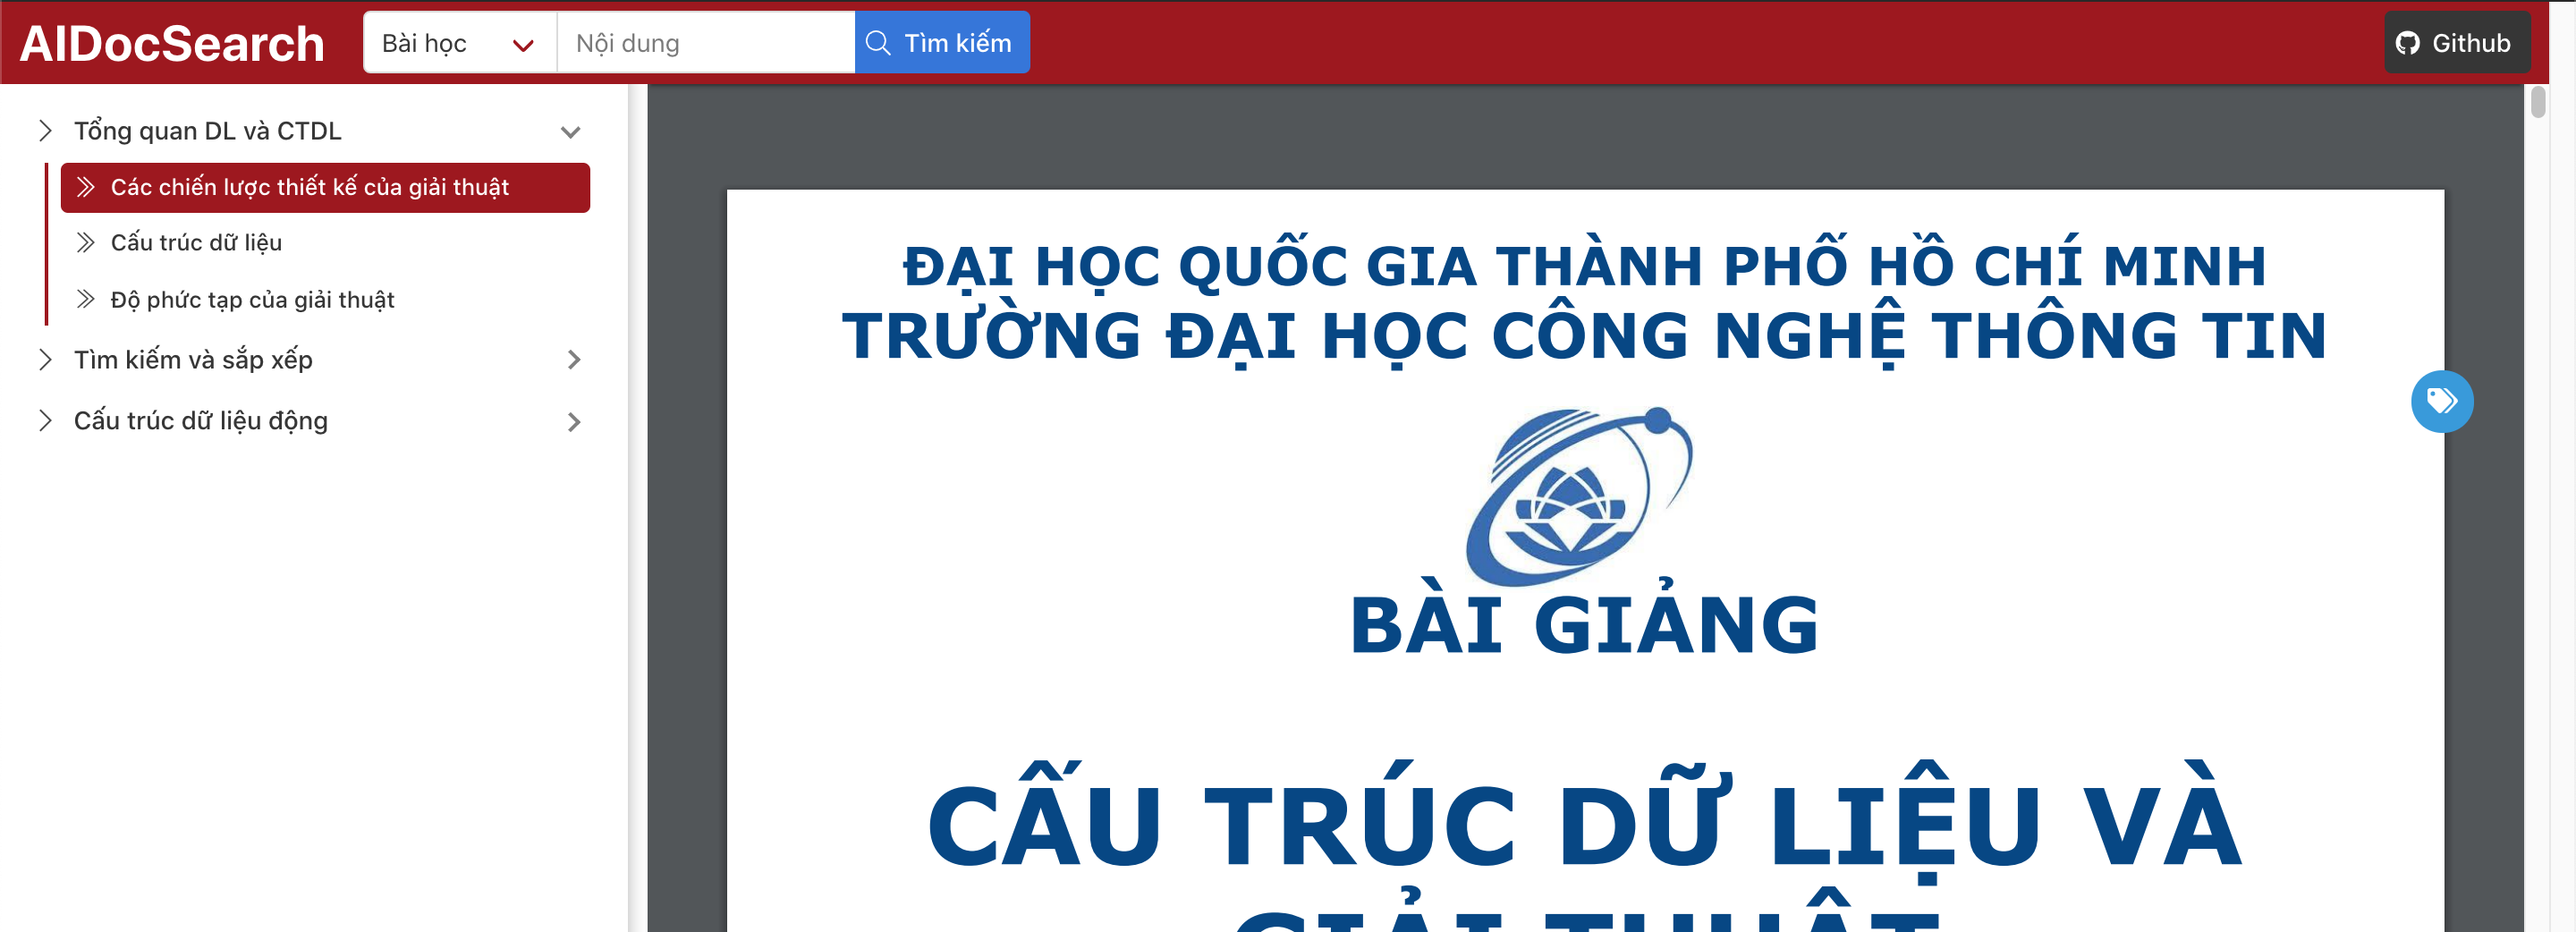 AIDocSearch
Bài học
Nội dung
Tìm kiếm
Github
Tổng quan DL và CTDL
Các chiến lược thiết kế của giải thuật
Cấu trúc dữ liệu
Độ phức tạp của giải thuật
Tìm kiếm và sắp xếp
Cấu trúc dữ liệu động
ĐẠI HỌC QUỐC GIA THÀNH PHỐ HỒ CHÍ MINH
TRƯỜNG ĐẠI HỌC CÔNG NGHỆ THÔNG TIN
BÀI GIẢNG
CẤU TRÚC DỮ LIỆU VÀ
GIẢI THUẬT